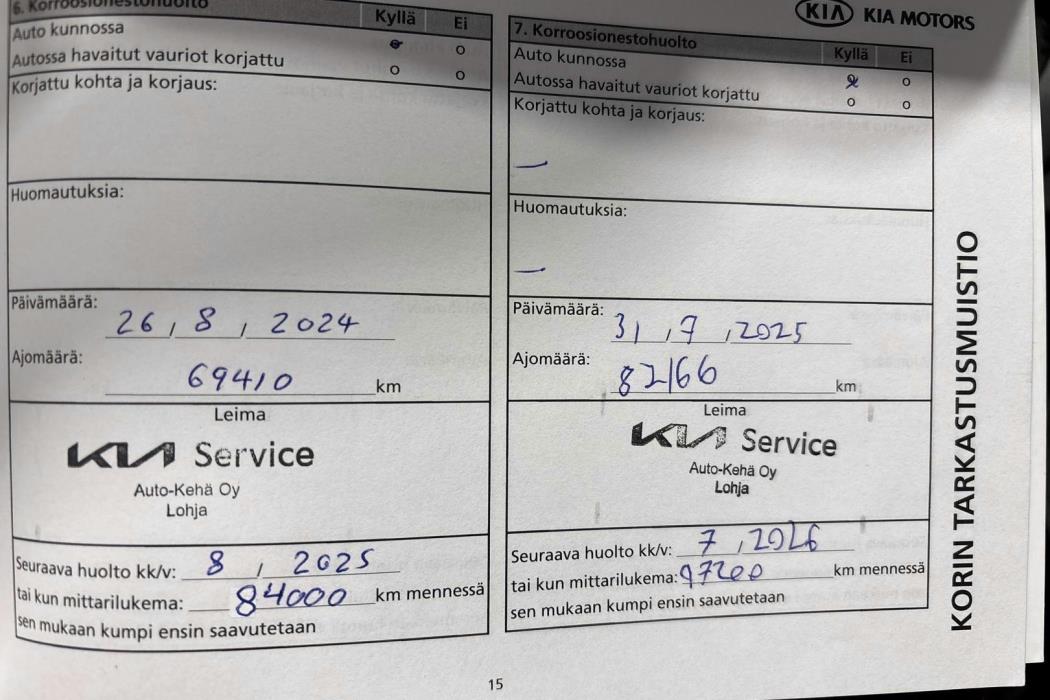 6. Korroosionestohuolto
Kyllä Ei
Auto kunnossa
Autossa havaitut vauriot korjattu
Korjattu kohta ja korjaus:
Huomautuksia:
Päivämäärä: 26 / 8 / 2024
Ajomäärä: 69410 km
Leima
KIA Service
Auto-Kehä Oy
Lohja
Seuraava huolto kk/v: 8 / 2025
tai kun mittarilukema: 84000 km mennessä
sen mukaan kumpi ensin saavutetaan
KIA KIA MOTORS
7. Korroosionestohuolto
Kyllä Ei
Auto kunnossa
Autossa havaitut vauriot korjattu
Korjattu kohta ja korjaus:
—
Huomautuksia:
—
Päivämäärä: 31 / 7 / 2025
Ajomäärä: 82166 km
Leima
KIA Service
Auto-Kehä Oy
Lohja
Seuraava huolto kk/v: 7 / 2026
tai kun mittarilukema: 97200 km mennessä
sen mukaan kumpi ensin saavutetaan
KORIN TARKASTUSMUISTIO
15